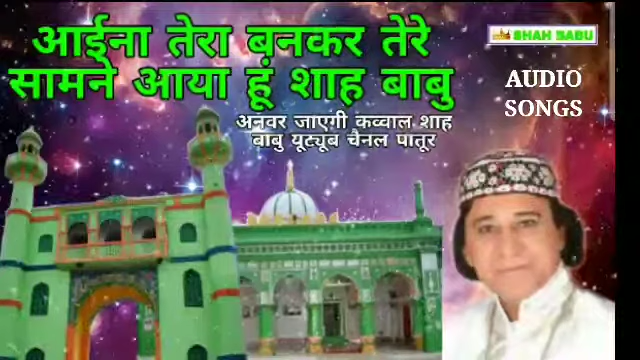 आईना तेरा बनकर तेरे
सामने आया हूं शाह बाबु
अनवर जाएगी कव्वाल शाह
बाबु यूट्यूब चैनल पातूर
SHAH BABU
AUDIO
SONGS